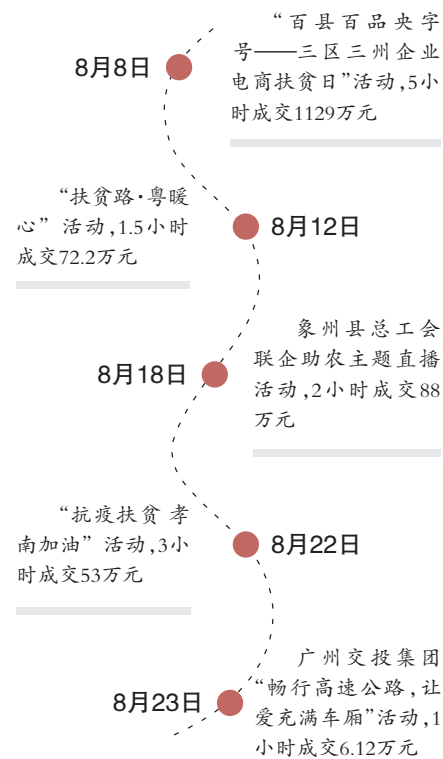 8月8日
“百县百品央字
号——三区三州企业
电商扶贫日”活动,5小
时成交1129万元
“扶贫路·粤暖
心”活动,1.5小时
成交72.2万元
8月12日
8月18日
象州县总工会
联企助农主题直播
活动,2小时成交88
万元
“抗疫扶贫 孝
南加油”活动,3小
时成交53万元
8月22日
8月23日
广州交投集团
“畅行高速公路,让
爱充满车厢”活动,1
小时成交6.12万元